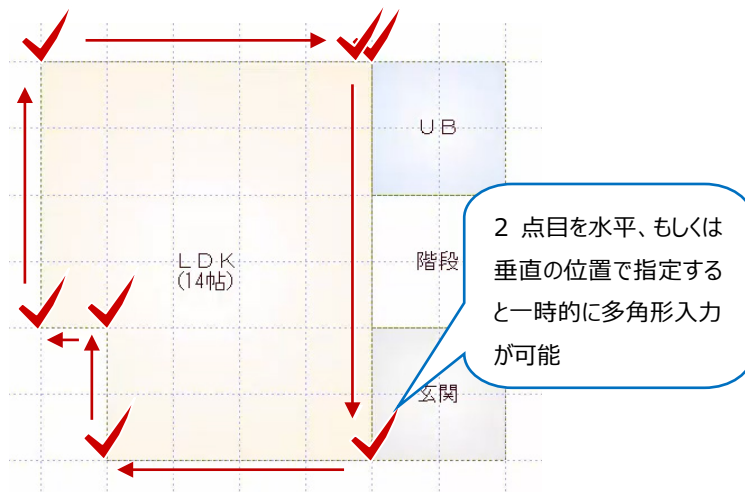 UB
LDK
(14帖)
階段
玄関
2 点目を水平、もしくは
垂直の位置で指定する
と一時的に多角形入力
が可能